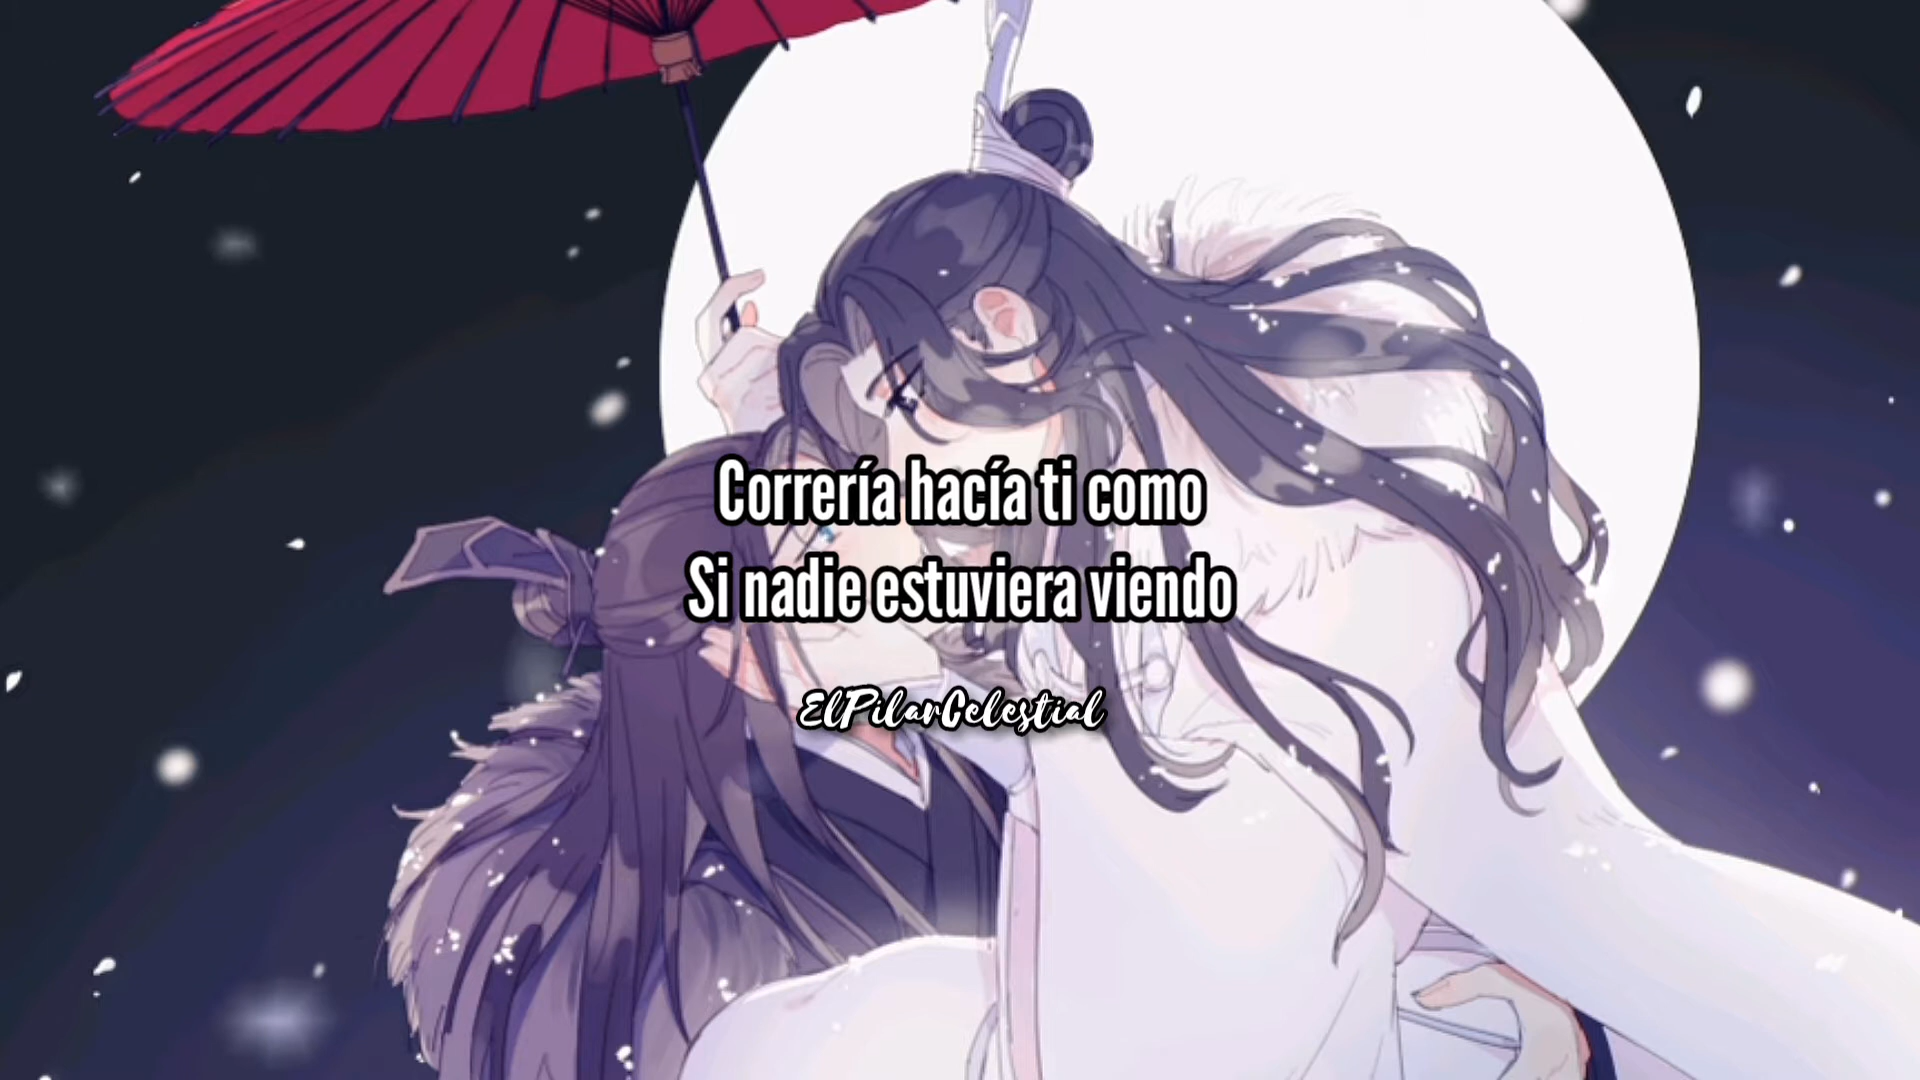 Correría hacía ti como
Si nadie estuviera viendo
ElPilarCelestial